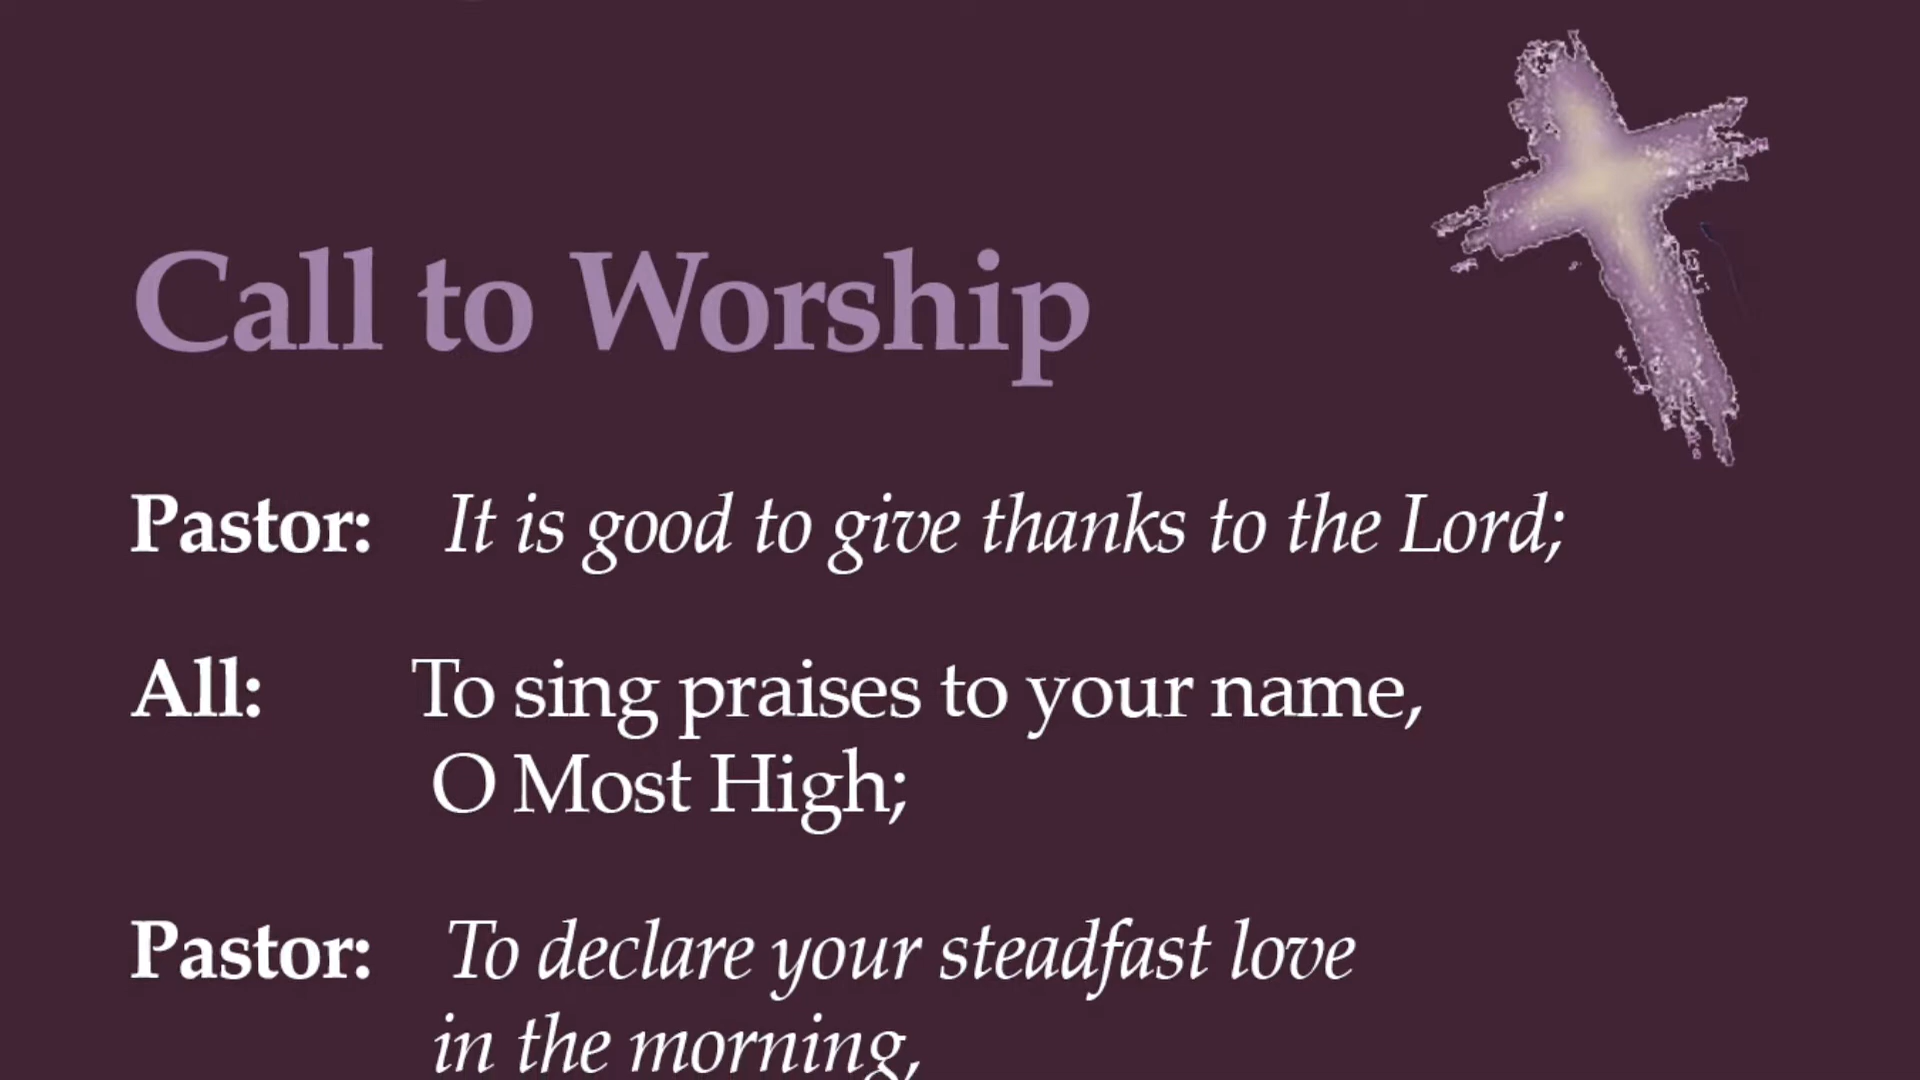 Call to Worship
Pastor: It is good to give thanks to the Lord;
All: To sing praises to your name,
O Most High;
Pastor: To declare your steadfast love
in the morning,